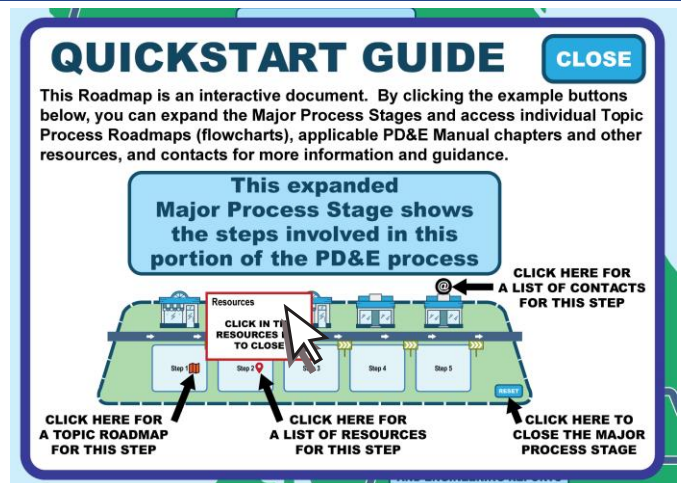 QUICKSTART GUIDE
CLOSE
This Roadmap is an interactive document. By clicking the example buttons
below, you can expand the Major Process Stages and access individual Topic
Process Roadmaps (flowcharts), applicable PD&E Manual chapters and other
resources, and contacts for more information and guidance.
This expanded
Major Process Stage shows
the steps involved in this
portion of the PD&E process
CLICK HERE FOR
A LIST OF CONTACTS
FOR THIS STEP
@
Resources
CLICK IN
RESOURCES
TO CLOSE
Step 1
Step 2
3
Step 4
Step 5
RESET
CLICK HERE FOR
A TOPIC ROADMAP
FOR THIS STEP
CLICK HERE FOR
A LIST OF RESOURCES
FOR THIS STEP
CLICK HERE TO
CLOSE THE MAJOR
PROCESS STAGE
AND ENGINEERING REPORTS